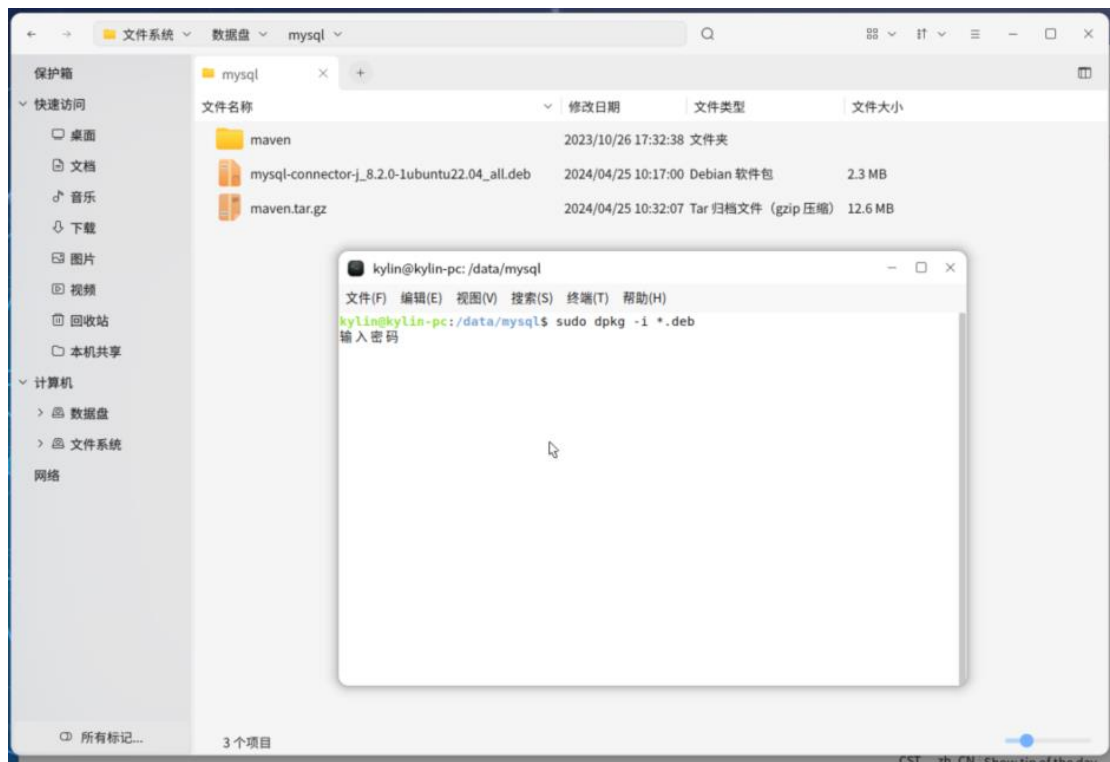 文件系统 数据盘 mysql
保护箱
快速访问
桌面
文档
音乐
下载
图片
视频
回收站
本机共享
计算机
数据盘
文件系统
网络
所有标记...
mysql
文件名称 修改日期 文件类型 文件大小
maven 2023/10/26 17:32:38 文件夹
mysql-connector-j_8.2.0-1ubuntu22.04_all.deb 2024/04/25 10:17:00 Debian 软件包 2.3 MB
maven.tar.gz 2024/04/25 10:32:07 Tar 归档文件（gzip 压缩） 12.6 MB
kylin@kylin-pc: /data/mysql
文件(F) 编辑(E) 视图(V) 搜索(S) 终端(T) 帮助(H)
kylin@kylin-pc:/data/mysql$ sudo dpkg -i *.deb
输入密码
3 个项目
CST zh_CN Show tip of the day